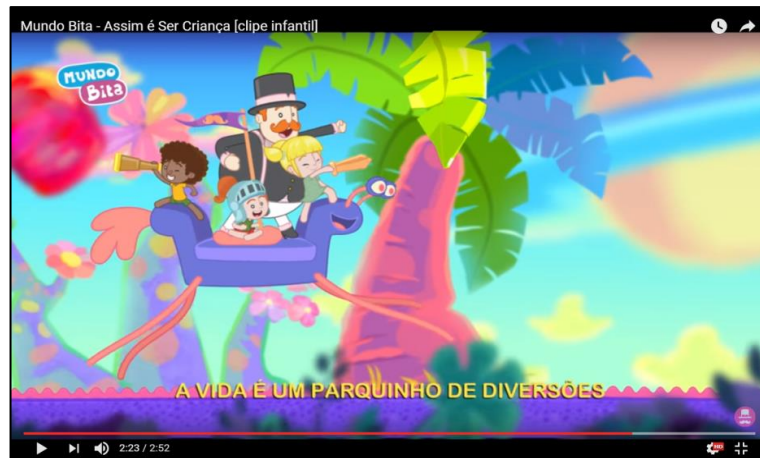 Mundo Bita - Assim é Ser Criança [clipe infantil]
MUNDO
Bita
A VIDA É UM PARQUINHO DE DIVERSÕES
2:23 / 2:52